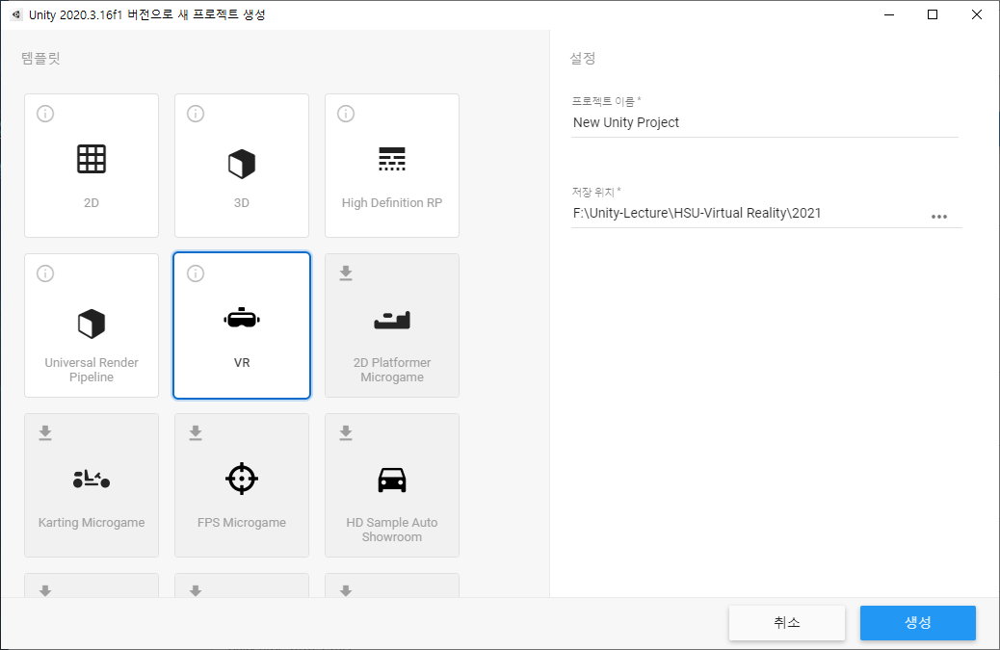 Unity 2020.3.16f1 버전으로 새 프로젝트 생성
템플릿
2D
3D
High Definition RP
Universal Render
Pipeline
VR
2D Platformer
Microgame
Karting Microgame
FPS Microgame
HD Sample Auto
Showroom
설정
프로젝트 이름 *
New Unity Project
저장 위치 *
F:\Unity-Lecture\HSU-Virtual Reality\2021
취소
생성